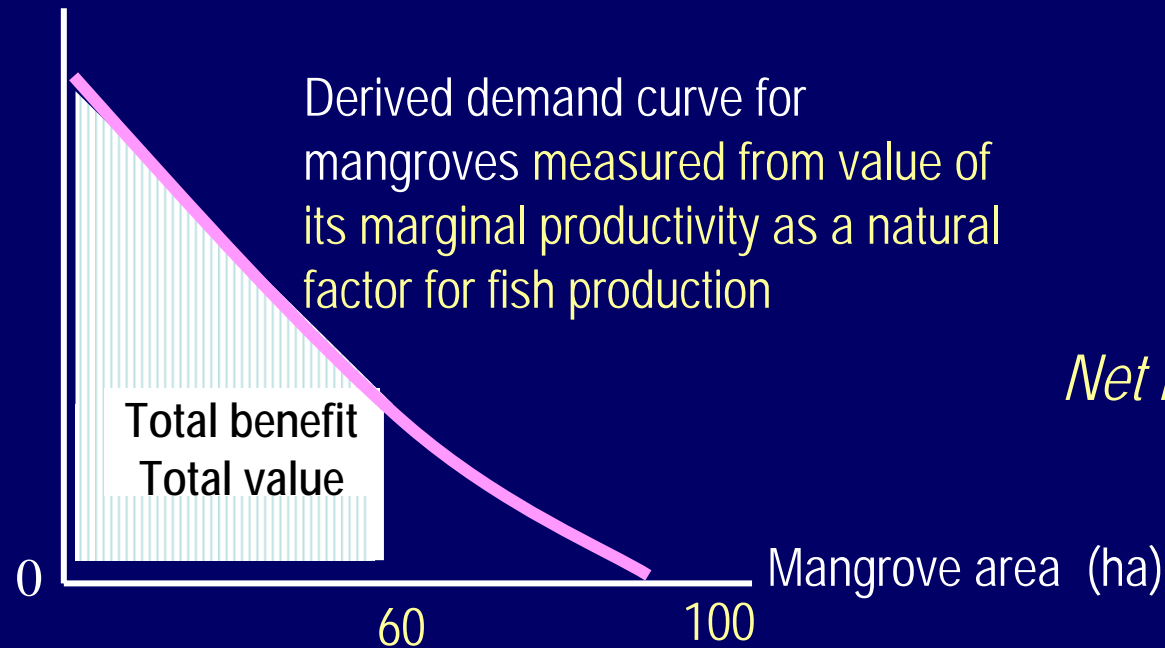 Derived demand curve for
mangroves measured from value of
its marginal productivity as a natural
factor for fish production
Net
Total benefit
Total value
0
Mangrove area (ha)
60
100